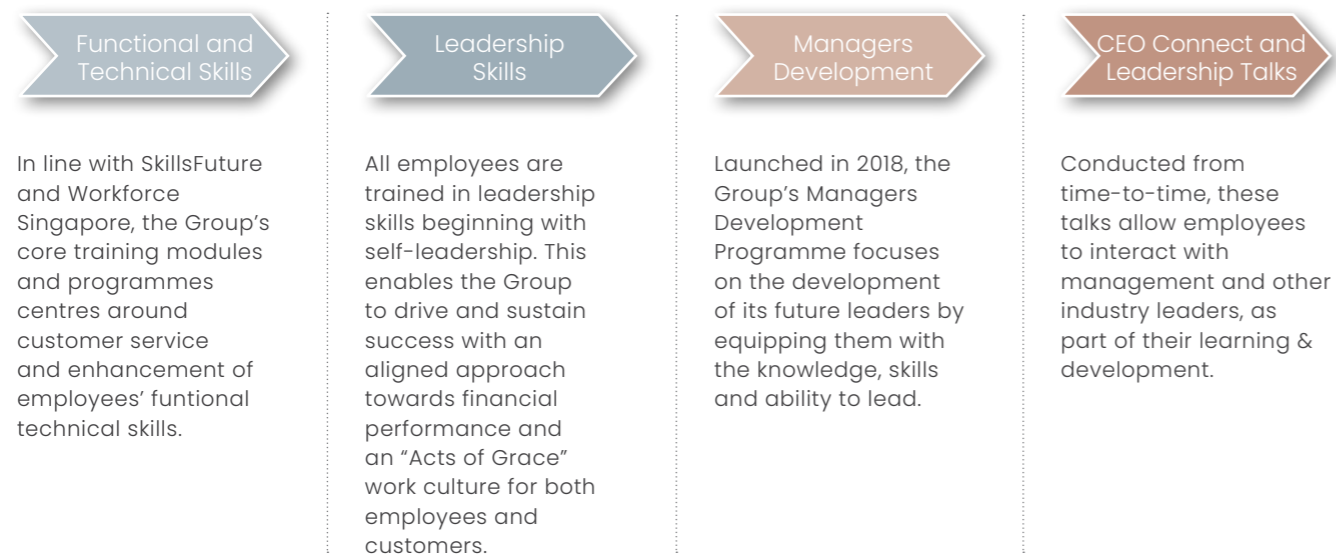 Functional and
Technical Skills
In line with SkillsFuture
and Workforce
Singapore, the Group's
core training modules
and programmes
centres around
customer service
and enhancement of
employees' funtional
technical skills.
Leadership
Skills
All employees are
trained in leadership
skills beginning with
self-leadership. This
enables the Group
to drive and sustain
success with an
aligned approach
towards financial
performance and
an “Acts of Grace”
work culture for both
employees and
customers.
Managers
Development
Launched in 2018, the
Group's Managers
Development
Programme focuses
on the development
of its future leaders by
equipping them with
the knowledge, skills
and ability to lead.
CEO Connect and
Leadership Talks
Conducted from
time-to-time, these
talks allow employees
to interact with
management and other
industry leaders, as
part of their learning &
development.